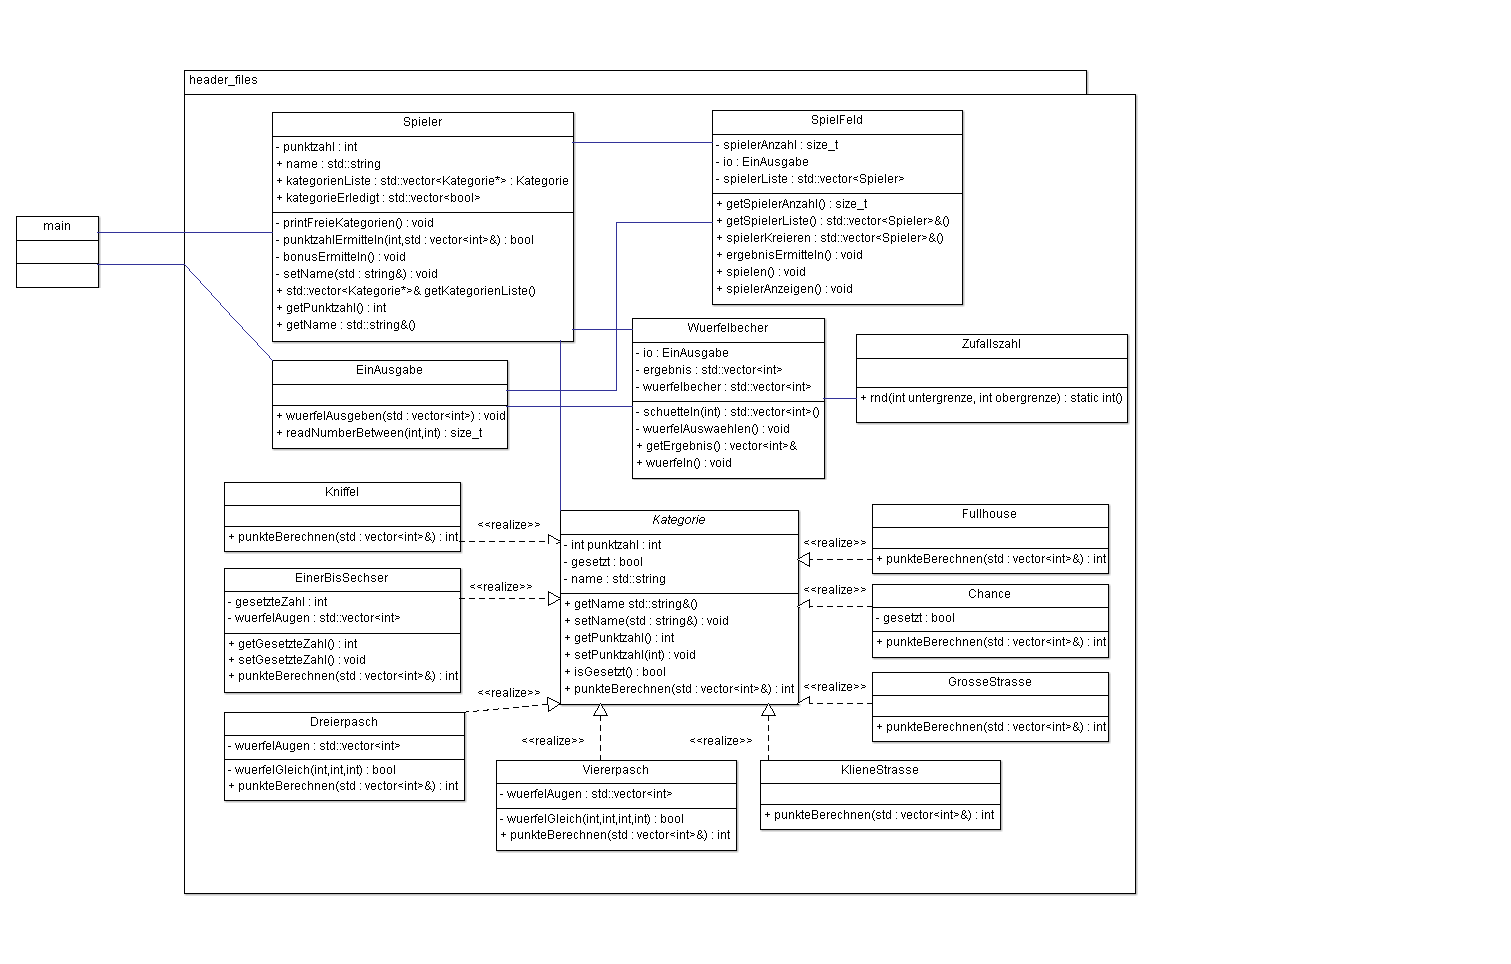 header_files
main
Spieler
- punktzahl : int
+ name : std::string
+ kategorienListe : std::vector<Kategorie*> : Kategorie
+ kategorieErledigt : std::vector<bool>
- printFreieKategorien() : void
- punktzahlErmitteln(int,std : vector<int>&) : bool
- bonusErmitteln() : void
- setName(std : string&) : void
+ std::vector<Kategorie*>& getKategorienListe()
+ getPunktzahl() : int
+ getName : std::string&()
SpielFeld
- spielerAnzahl : size_t
- io : EinAusgabe
- spielerListe : std::vector<Spieler>
+ getSpielerAnzahl() : size_t
+ getSpielerListe() : std::vector<Spieler>&()
+ spielerKreieren : std::vector<Spieler>&()
+ ergebnisErmitteln() : void
+ spielen() : void
+ spielerAnzeigen() : void
EinAusgabe
+ wuerfelAusgeben(std : vector<int>) : void
+ readNumberBetween(int,int) : size_t
Wuerfelbecher
- io : EinAusgabe
- ergebnis : std::vector<int>
- wuerfelbecher : std::vector<int>
- schuetteln(int) : std::vector<int>()
- wuerfelAuswaehlen() : void
+ getErgebnis() : vector<int>&
+ wuerfeln() : void
Zufallszahl
+ rnd(int untergrenze, int obergrenze) : static int()
Kniffel
+ punkteBerechnen(std : vector<int>&) : int
<<realize>>
EinerBisSechser
- gesetzteZahl : int
- wuerfelAugen : std::vector<int>
+ getGesetzteZahl() : int
+ setGesetzteZahl() : void
+ punkteBerechnen(std : vector<int>&) : int
<<realize>>
Dreierpasch
- wuerfelAugen : std::vector<int>
- wuerfelGleich(int,int,int) : bool
+ punkteBerechnen(std : vector<int>&) : int
<<realize>>
Kategorie
- int punktzahl : int
- gesetzt : bool
- name : std::string
+ getName std::string&()
+ setName(std : string&) : void
+ getPunktzahl() : int
+ setPunktzahl(int) : void
+ isGesetzt() : bool
+ punkteBerechnen(std : vector<int>&) : int
<<realize>>
Fullhouse
+ punkteBerechnen(std : vector<int>&) : int
<<realize>>
Chance
- gesetzt : bool
+ punkteBerechnen(std : vector<int>&) : int
<<realize>>
GrosseStrasse
+ punkteBerechnen(std : vector<int>&) : int
<<realize>>
Viererpasch
- wuerfelAugen : std::vector<int>
- wuerfelGleich(int,int,int,int) : bool
+ punkteBerechnen(std : vector<int>&) : int
<<realize>>
KlieneStrasse
+ punkteBerechnen(std : vector<int>&) : int